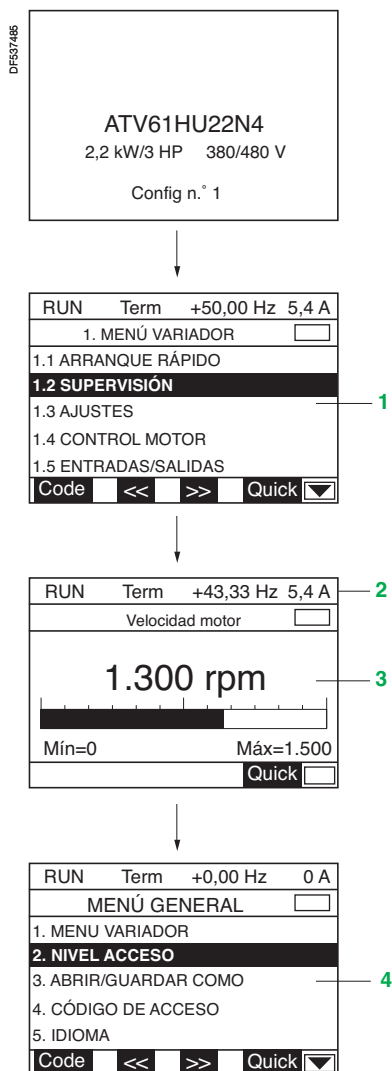 DF537485
ATV61HU22N4
2,2 kW/3 HP 380/480 V
Config n.° 1
RUN Term +50,00 Hz 5,4 A
1. MENÚ VARIADOR
1.1 ARRANQUE RÁPIDO
1.2 SUPERVISIÓN
1.3 AJUSTES
1.4 CONTROL MOTOR
1.5 ENTRADAS/SALIDAS
Code << >> Quick
1
RUN Term +43,33 Hz 5,4 A
2
Velocidad motor
1.300 rpm
3
Mín=0 Máx=1.500
Quick
RUN Term +0,00 Hz 0 A
MENÚ GENERAL
1. MENU VARIADOR
2. NIVEL ACCESO
3. ABRIR/GUARDAR COMO
4
4. CÓDIGO DE ACCESO
5. IDIOMA
Code << >> Quick